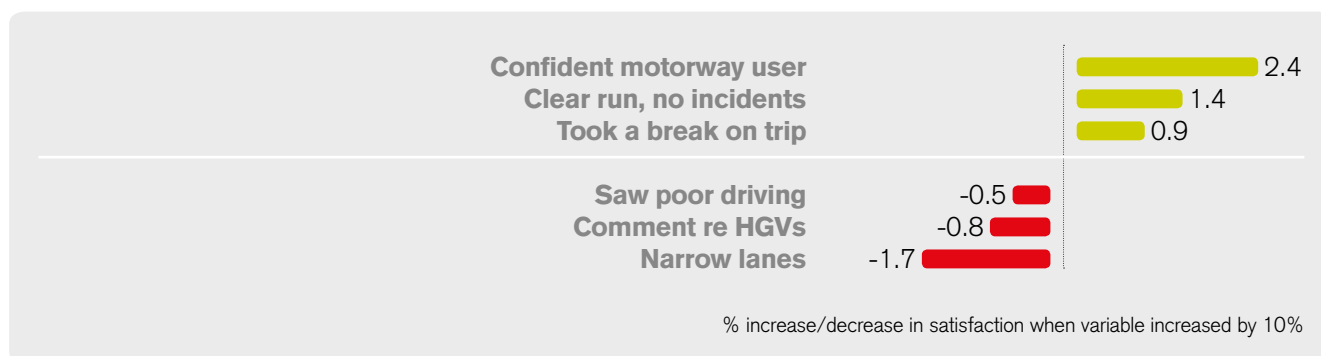 Confident motorway user 2.4
Clear run, no incidents 1.4
Took a break on trip 0.9
Saw poor driving -0.5
Comment re HGVs -0.8
Narrow lanes -1.7
% increase/decrease in satisfaction when variable increased by 10%